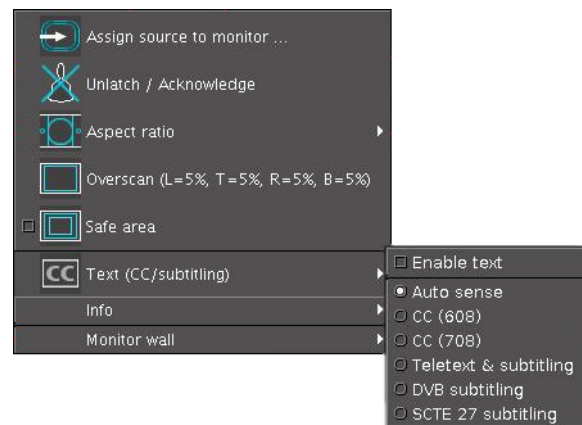 Assign source to monitor ...
Unlatch / Acknowledge
Aspect ratio
Overscan (L=5%, T=5%, R=5%, B=5%)
Safe area
CC Text (CC/subtitling)
Info
Monitor wall
Enable text
Auto sense
CC (608)
CC (708)
Teletext & subtitling
DVB subtitling
SCTE 27 subtitling